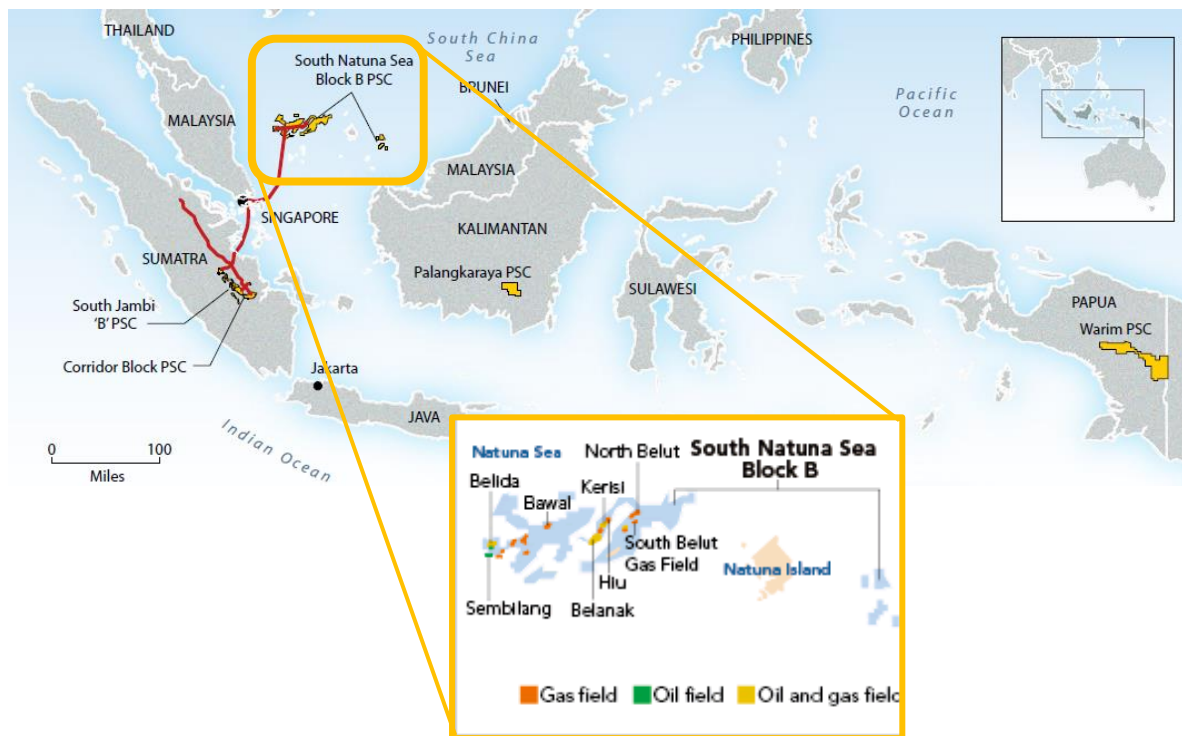 THAILAND
South China
Sea
PHILIPPINES
South Natuna Sea
Block B PSC
BRUNEI
Pacific
Ocean
MALAYSIA
MALAYSIA
SINGAPORE
KALIMANTAN
SUMATRA
Palangkaraya PSC
SULAWESI
PAPUA
South Jambi
'B' PSC
Warim PSC
Corridor Block PSC
Jakarta
JAVA
Indian Ocean
0 100
Miles
Natuna Sea
North Belut
South Natuna Sea
Block B
Belida
Kerisi
Bawal
South Belut
Gas Field
Natuna Island
Hiu
Sembilang
Belanak
Gas field Oil field Oil and gas field